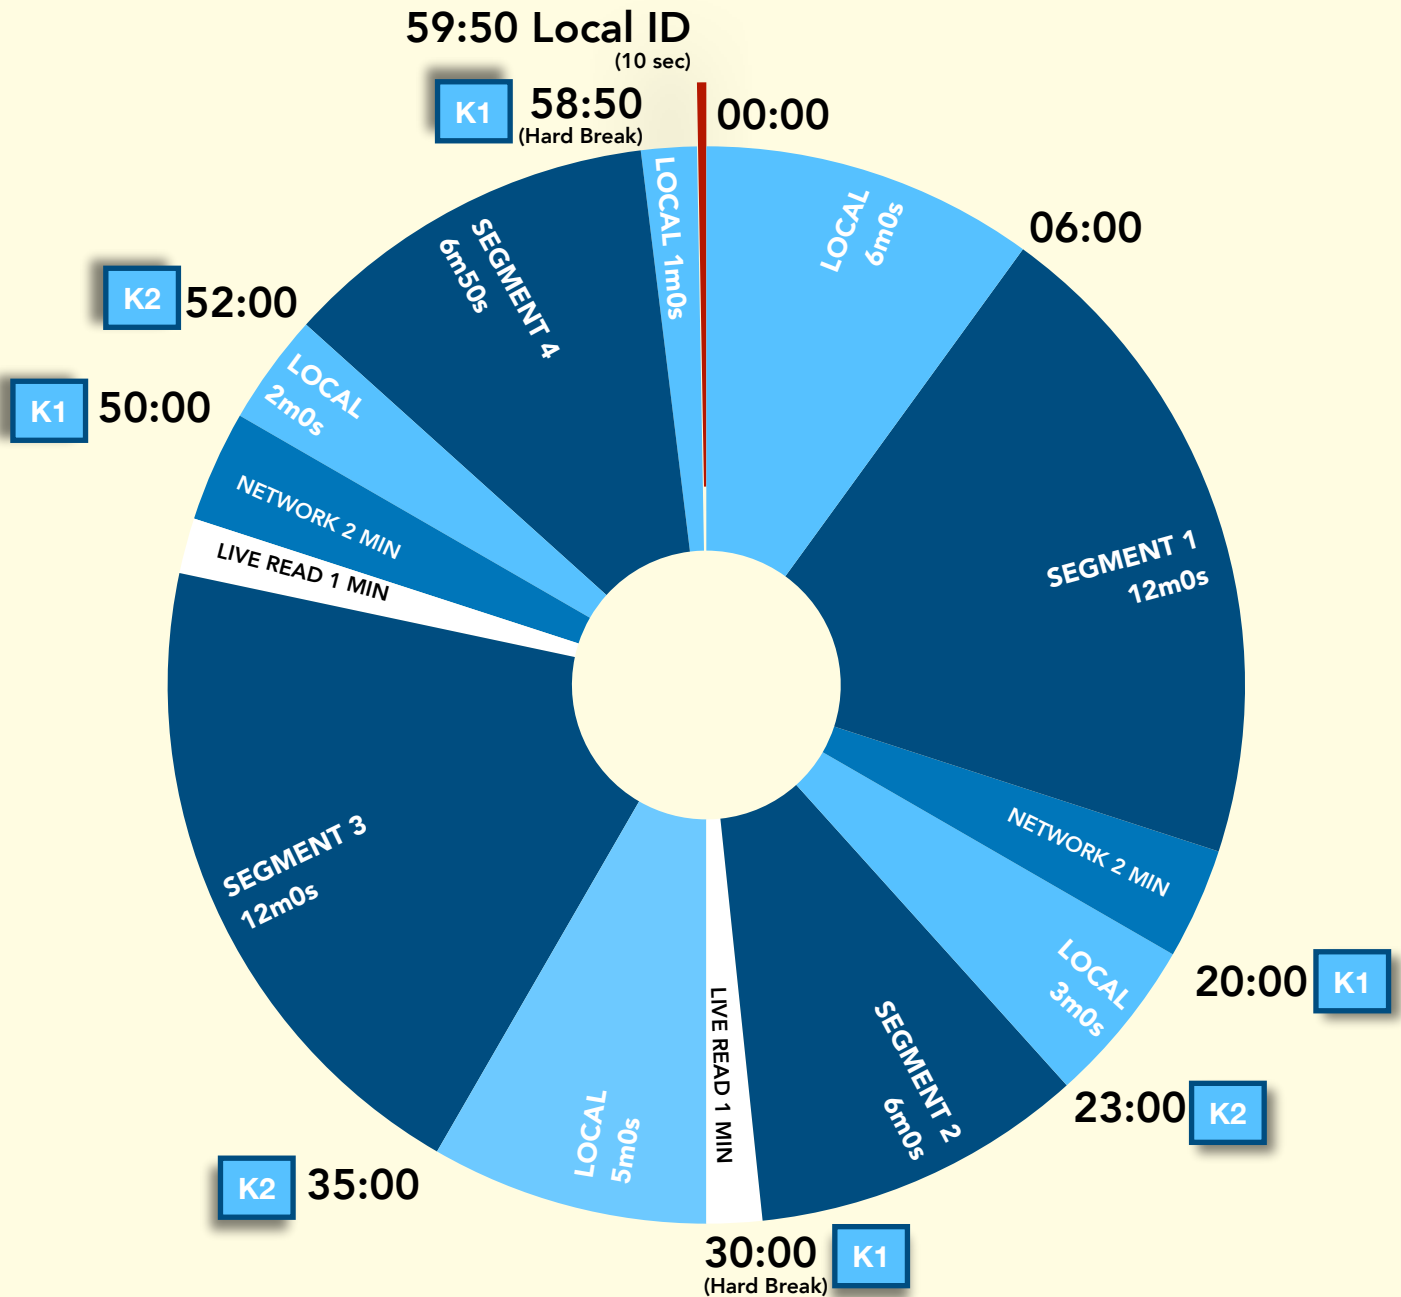 59:50 Local ID
(10 sec)
K1
58:50
(Hard Break)
00:00
LOCAL
6m0s
06:00
SEGMENT 1
12m0s
NETWORK 2 MIN
20:00
K1
LOCAL
3m0s
23:00
K2
SEGMENT 2
6m0s
LIVE READ 1 MIN
30:00
(Hard Break)
K1
LOCAL
5m0s
K2
35:00
SEGMENT 3
12m0s
LIVE READ 1 MIN
NETWORK 2 MIN
K1
50:00
LOCAL
2m0s
K2
52:00
SEGMENT 4
6m50s
LOCAL 1m0s